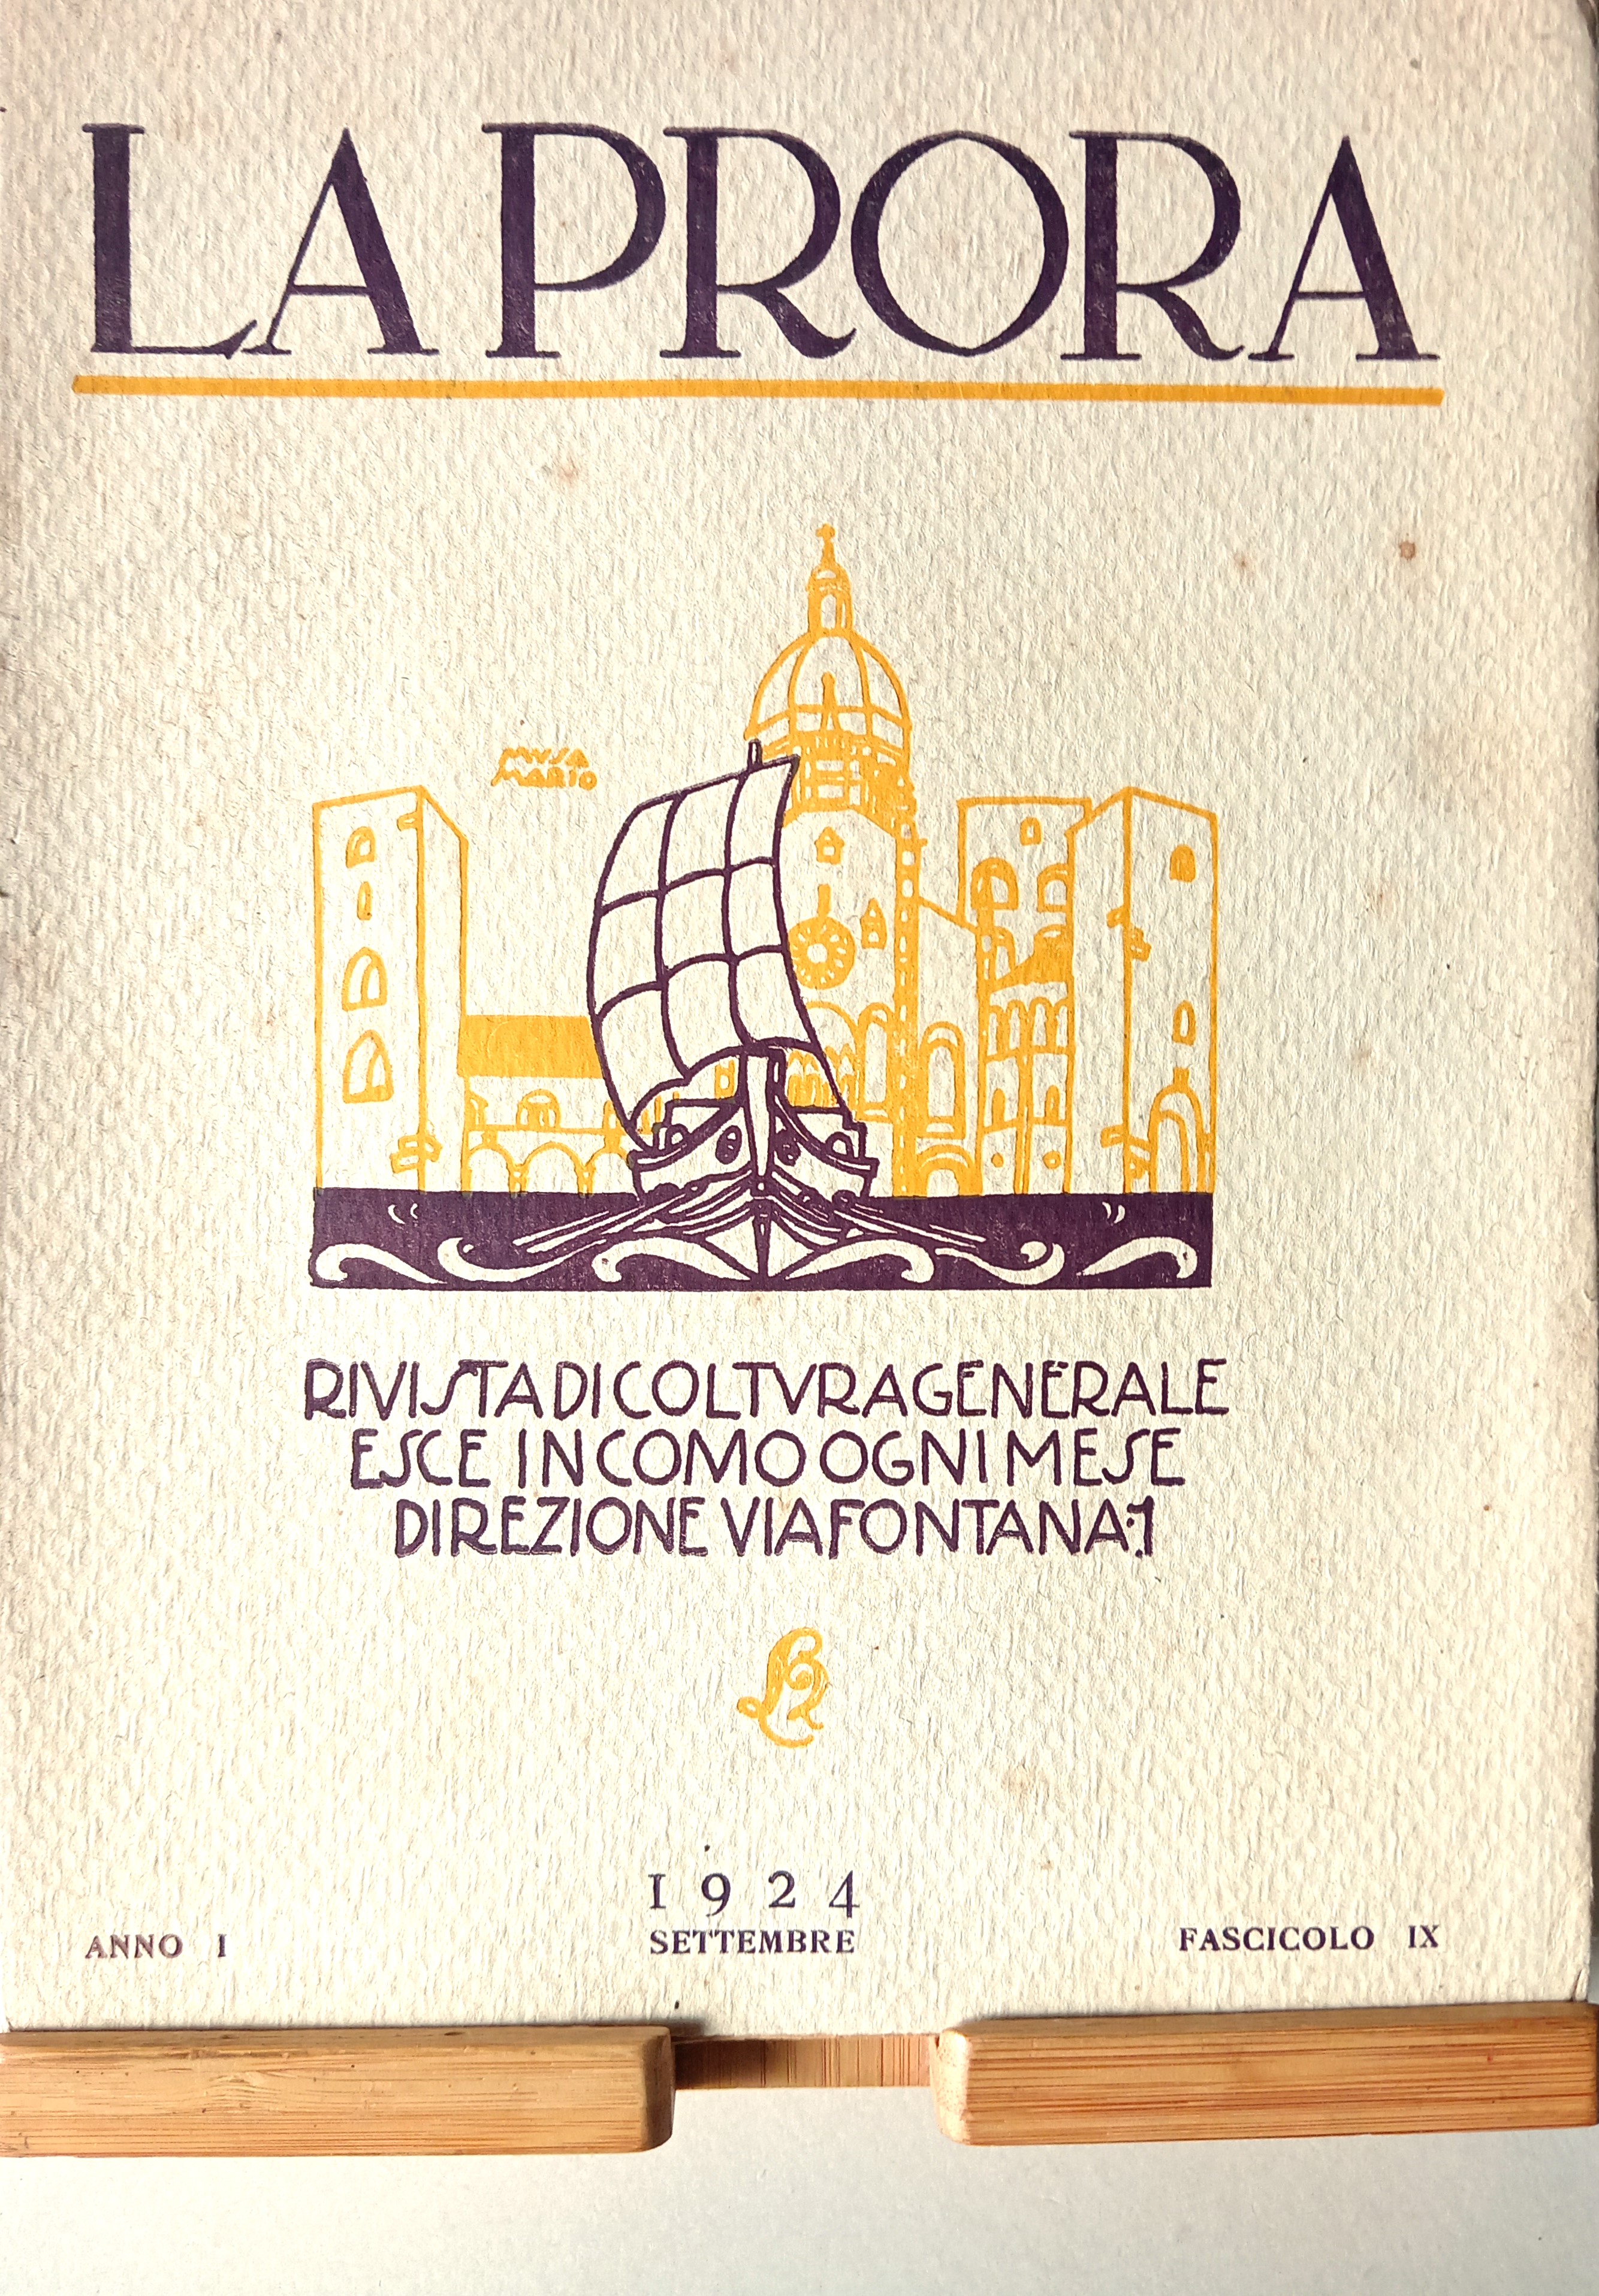 LA PRORA
MVSA
MARIO
RIVISTA DI COLTVRA GENERALE
ESCE IN COMO OGNI MESE
DIREZIONE VIA FONTANA·1
1924
SETTEMBRE
ANNO I
FASCICOLO IX